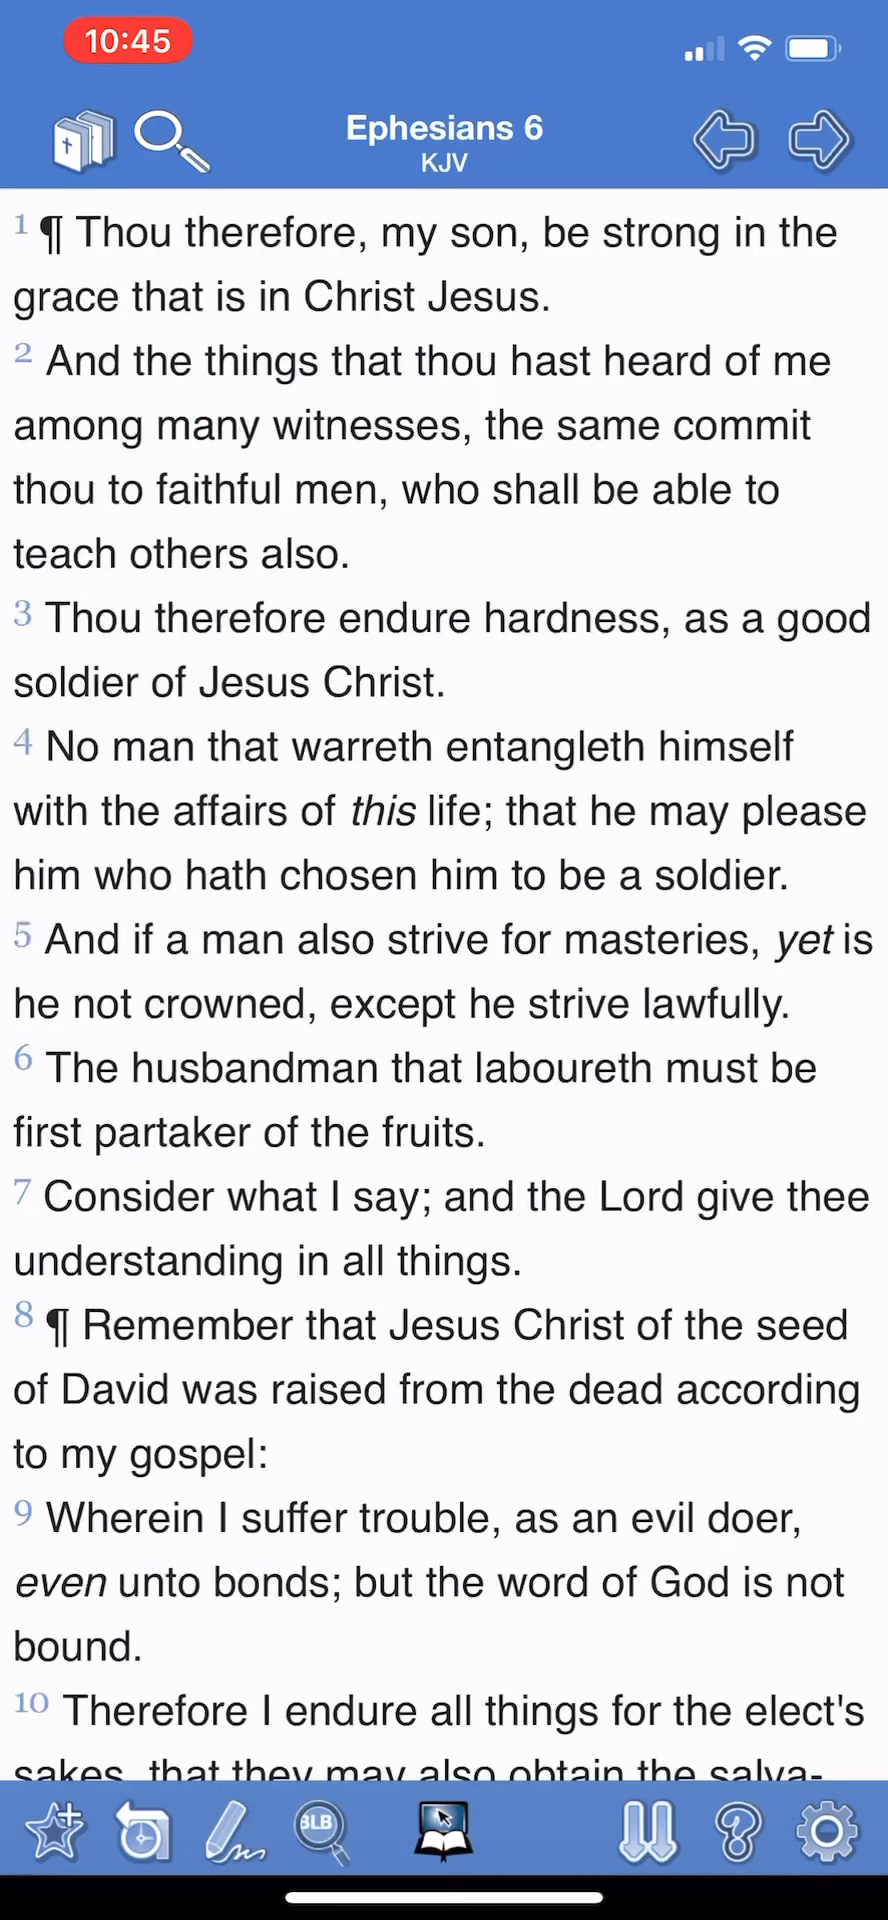 10:45
Ephesians 6
KJV
1 ¶ Thou therefore, my son, be strong in the
grace that is in Christ Jesus.
2 And the things that thou hast heard of me
among many witnesses, the same commit
thou to faithful men, who shall be able to
teach others also.
3 Thou therefore endure hardness, as a good
soldier of Jesus Christ.
4 No man that warreth entangleth himself
with the affairs of this life; that he may please
him who hath chosen him to be a soldier.
5 And if a man also strive for masteries, yet is
he not crowned, except he strive lawfully.
6 The husbandman that laboureth must be
first partaker of the fruits.
7 Consider what I say; and the Lord give thee
understanding in all things.
8 ¶ Remember that Jesus Christ of the seed
of David was raised from the dead according
to my gospel:
9 Wherein I suffer trouble, as an evil doer,
even unto bonds; but the word of God is not
bound.
10 Therefore I endure all things for the elect's
sakes, that they may also obtain the salva-
BLB